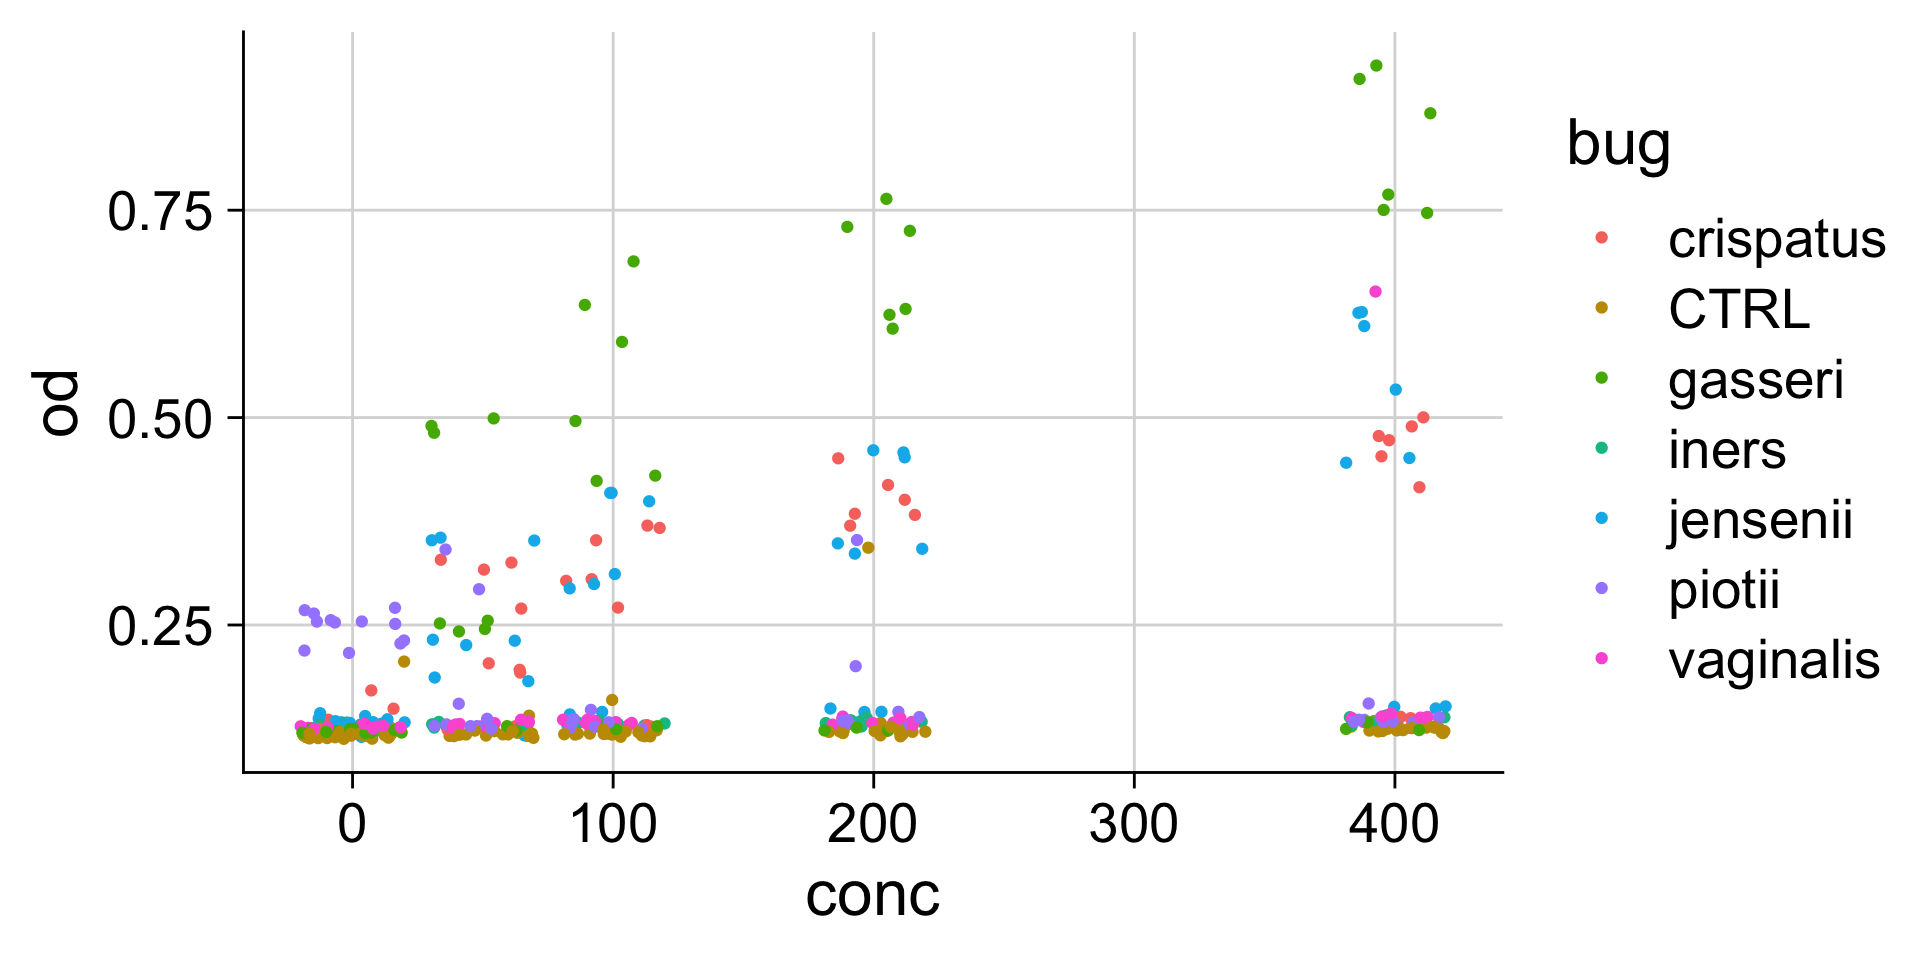 0.75
0.50
0.25
od
0
100
200
300
400
conc
bug
crispatus
CTRL
gasseri
iners
jensenii
piotii
vaginalis